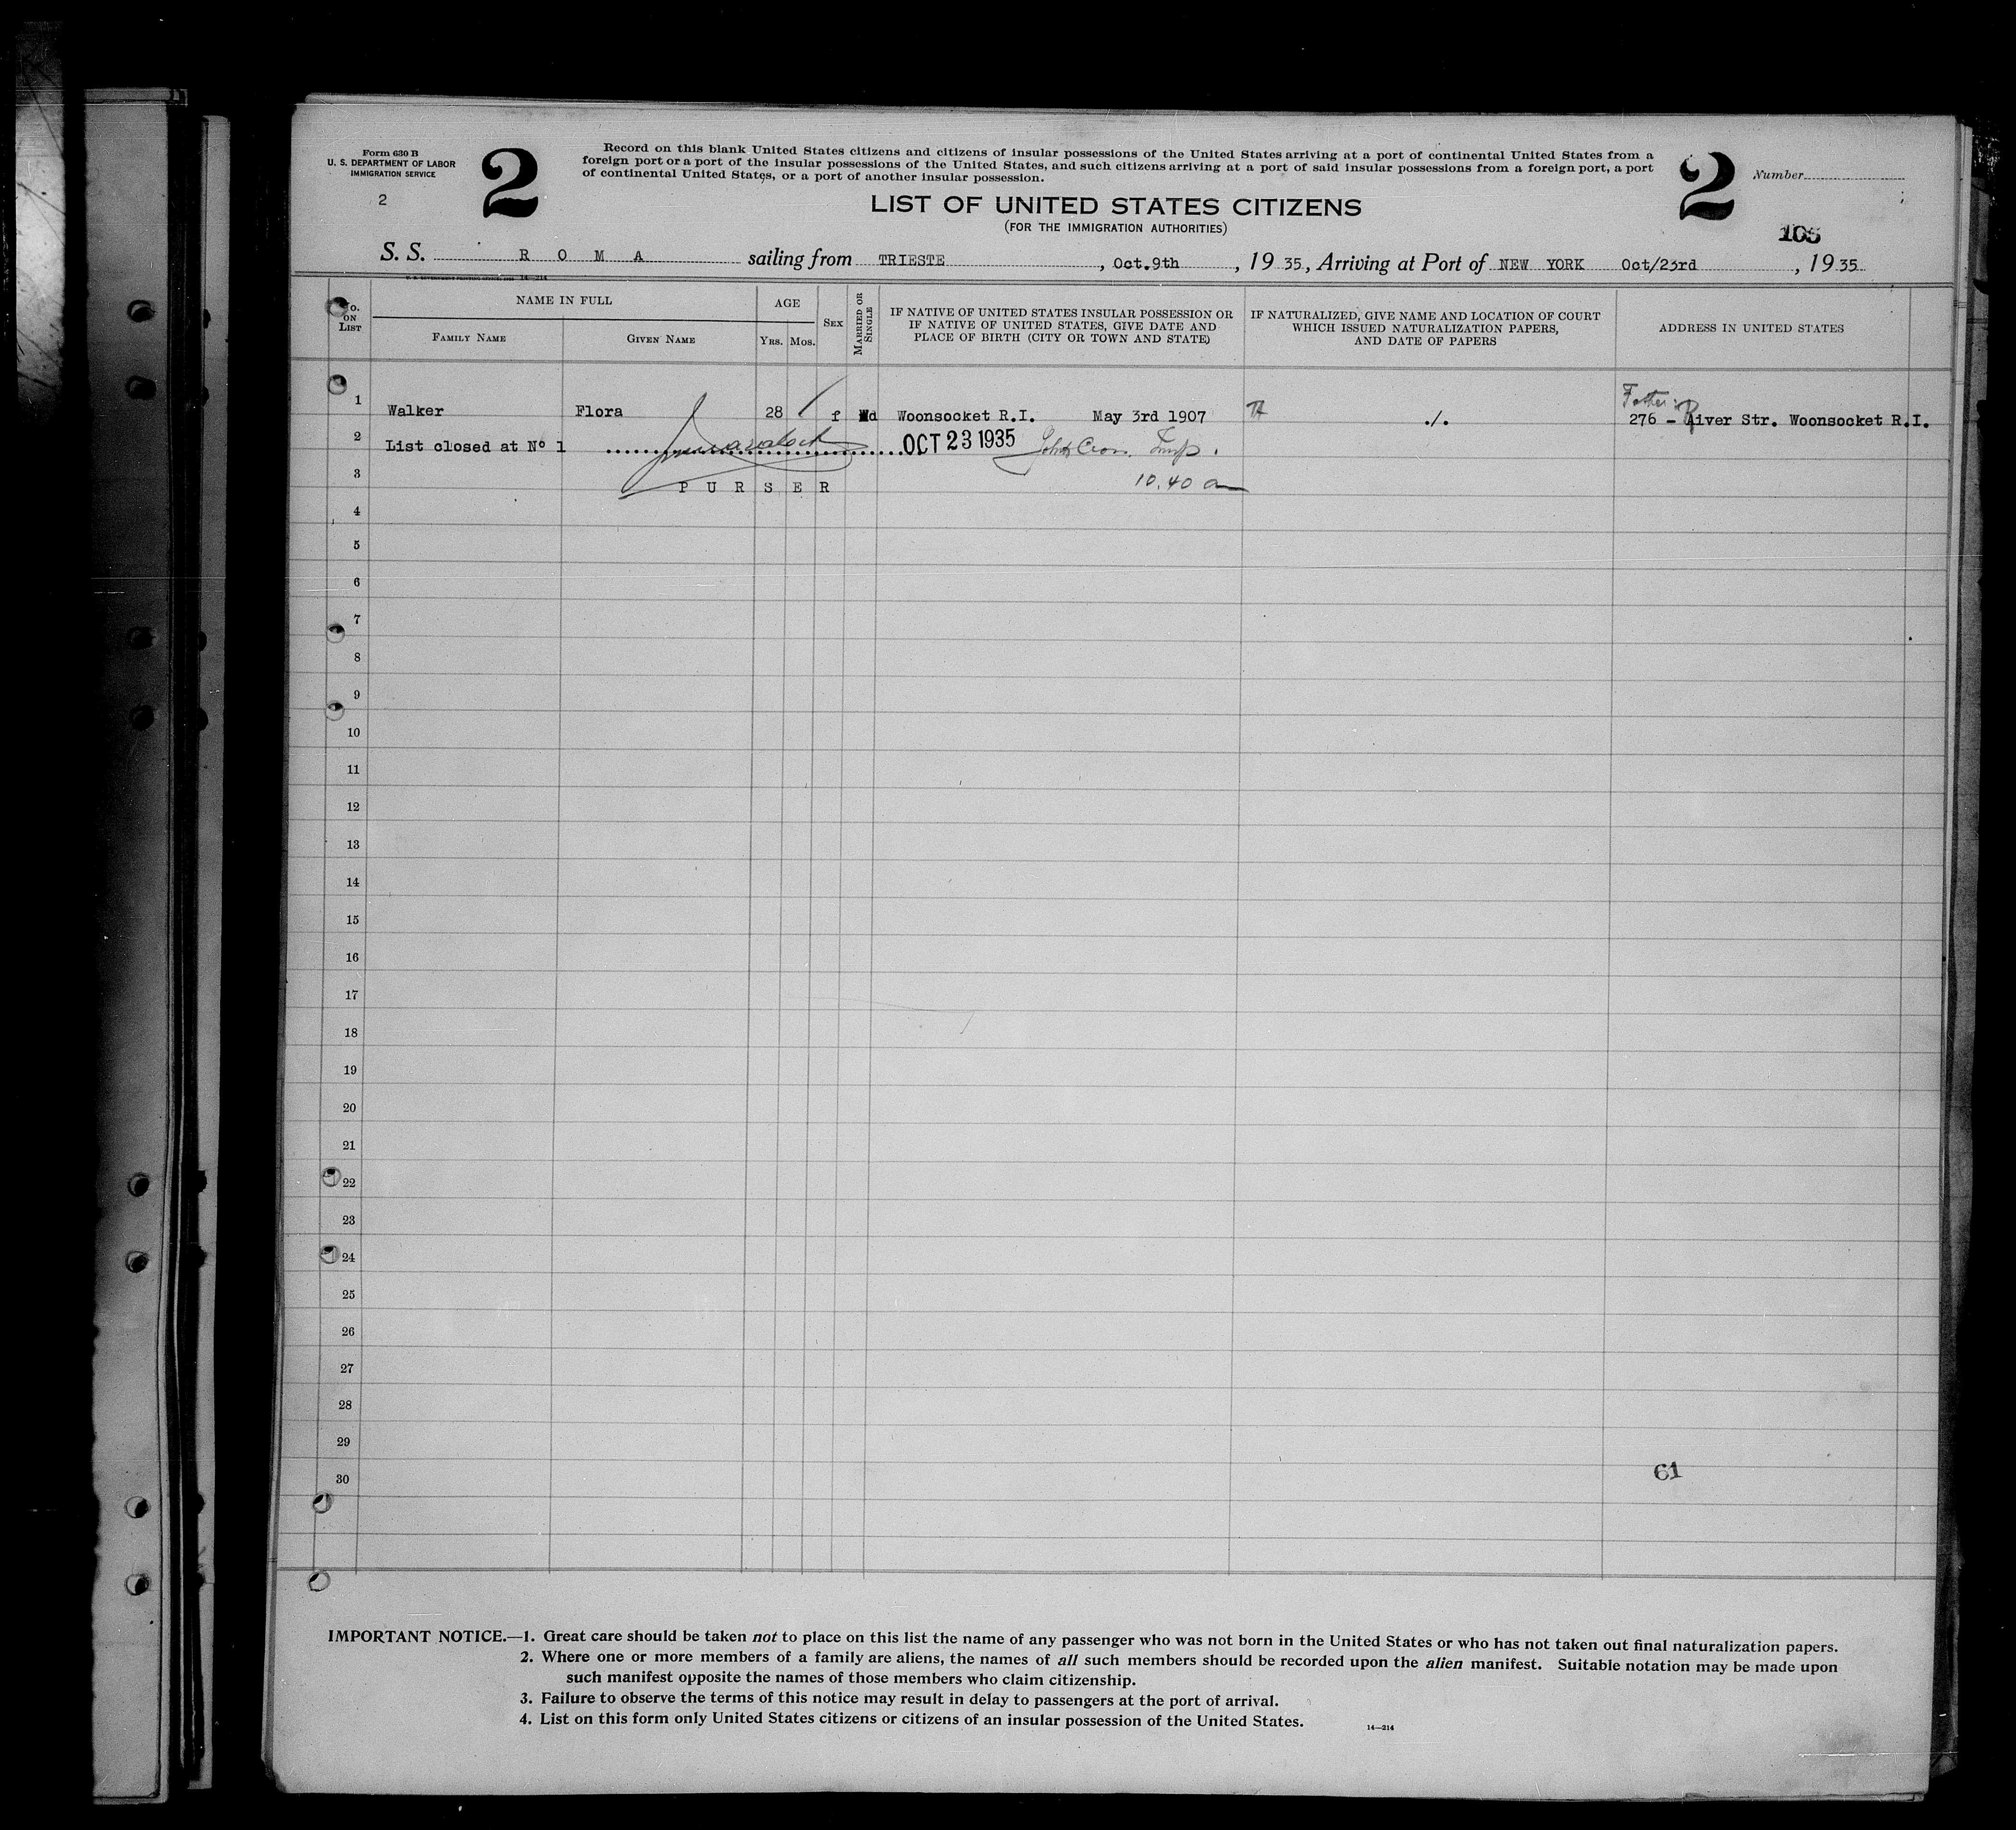 Form 630 B
U. S. DEPARTMENT OF LABOR
IMMIGRATION SERVICE
2
2
Record on this blank United States citizens and citizens of insular possessions of the United States arriving at a port of continental United States from a
foreign port or a port of the insular possessions of the United States, and such citizens arriving at a port of said insular possessions from a foreign port, a port
of continental United States, or a port of another insular possession.
2
Number
LIST OF UNITED STATES CITIZENS
(FOR THE IMMIGRATION AUTHORITIES)
105
S. S. R O M A sailing from TRIESTE, Oct.9th, 19 35, Arriving at Port of NEW YORK Oct/23rd, 19 35
14—214
No. ON LIST
NAME IN FULL
FAMILY NAME
GIVEN NAME
AGE
YRS.
MOS.
SEX
MARRIED OR SINGLE
IF NATIVE OF UNITED STATES INSULAR POSSESSION OR
IF NATIVE OF UNITED STATES, GIVE DATE AND
PLACE OF BIRTH (CITY OR TOWN AND STATE)
IF NATURALIZED, GIVE NAME AND LOCATION OF COURT
WHICH ISSUED NATURALIZATION PAPERS,
AND DATE OF PAPERS
ADDRESS IN UNITED STATES
Father:
1 Walker Flora 28 f Wd Woonsocket R.I. May 3rd 1907 ./. 276 - River Str. Woonsocket R.I.
2 List closed at Nº 1 OCT 23 1935 Insp.
3 P U R S E R 10.40 a
4
5
6
7
8
9
10
11
12
13
14
15
16
17
18
19
20
21
22
23
24
25
26
27
28
29
30
61
IMPORTANT NOTICE.—1. Great care should be taken not to place on this list the name of any passenger who was not born in the United States or who has not taken out final naturalization papers.
2. Where one or more members of a family are aliens, the names of all such members should be recorded upon the alien manifest. Suitable notation may be made upon
such manifest opposite the names of those members who claim citizenship.
3. Failure to observe the terms of this notice may result in delay to passengers at the port of arrival.
4. List on this form only United States citizens or citizens of an insular possession of the United States.
14—214